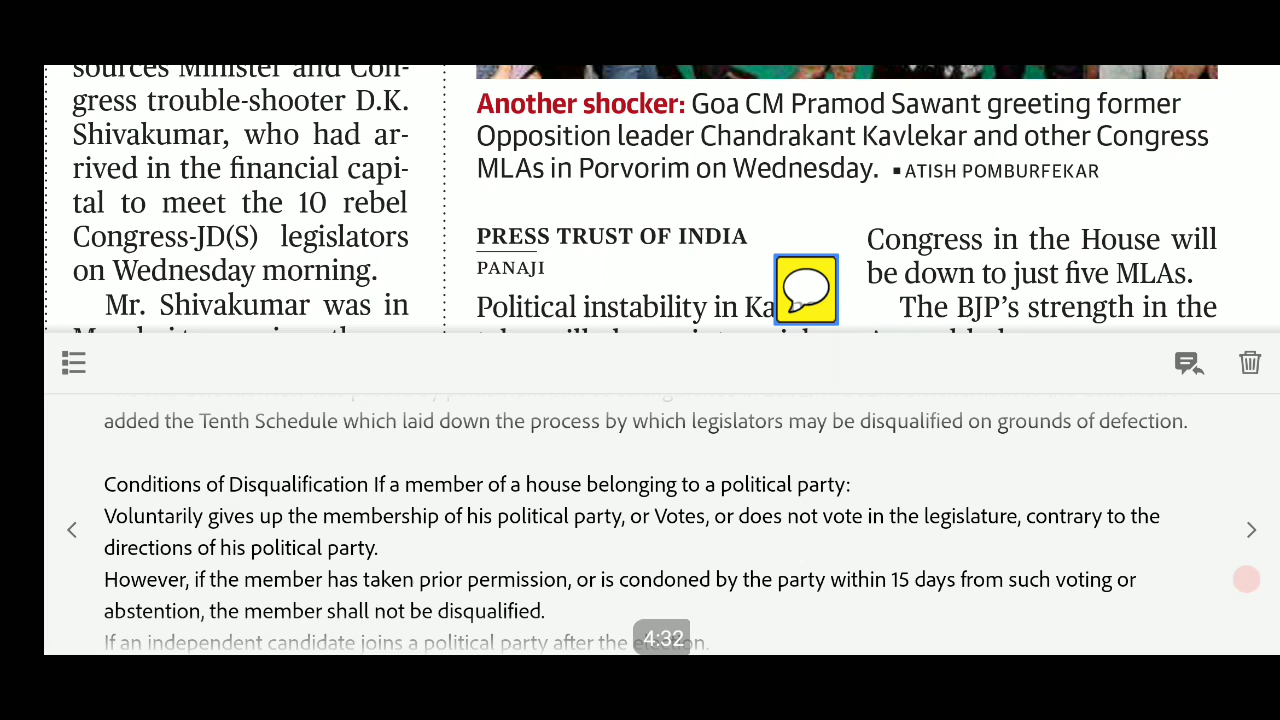 sources Minister and Con-
gress trouble-shooter D.K.
Shivakumar, who had ar-
rived in the financial capi-
tal to meet the 10 rebel
Congress-JD(S) legislators
on Wednesday morning.
Mr. Shivakumar was in
Another shocker: Goa CM Pramod Sawant greeting former
Opposition leader Chandrakant Kavlekar and other Congress
MLAs in Porvorim on Wednesday. ▪ ATISH POMBURFEKAR
PRESS TRUST OF INDIA
PANAJI
Political instability in Ka
Congress in the House will
be down to just five MLAs.
The BJP's strength in the
added the Tenth Schedule which laid down the process by which legislators may be disqualified on grounds of defection.
Conditions of Disqualification If a member of a house belonging to a political party:
Voluntarily gives up the membership of his political party, or Votes, or does not vote in the legislature, contrary to the
directions of his political party.
However, if the member has taken prior permission, or is condoned by the party within 15 days from such voting or
abstention, the member shall not be disqualified.
If an independent candidate joins a political party after the election.
4:32